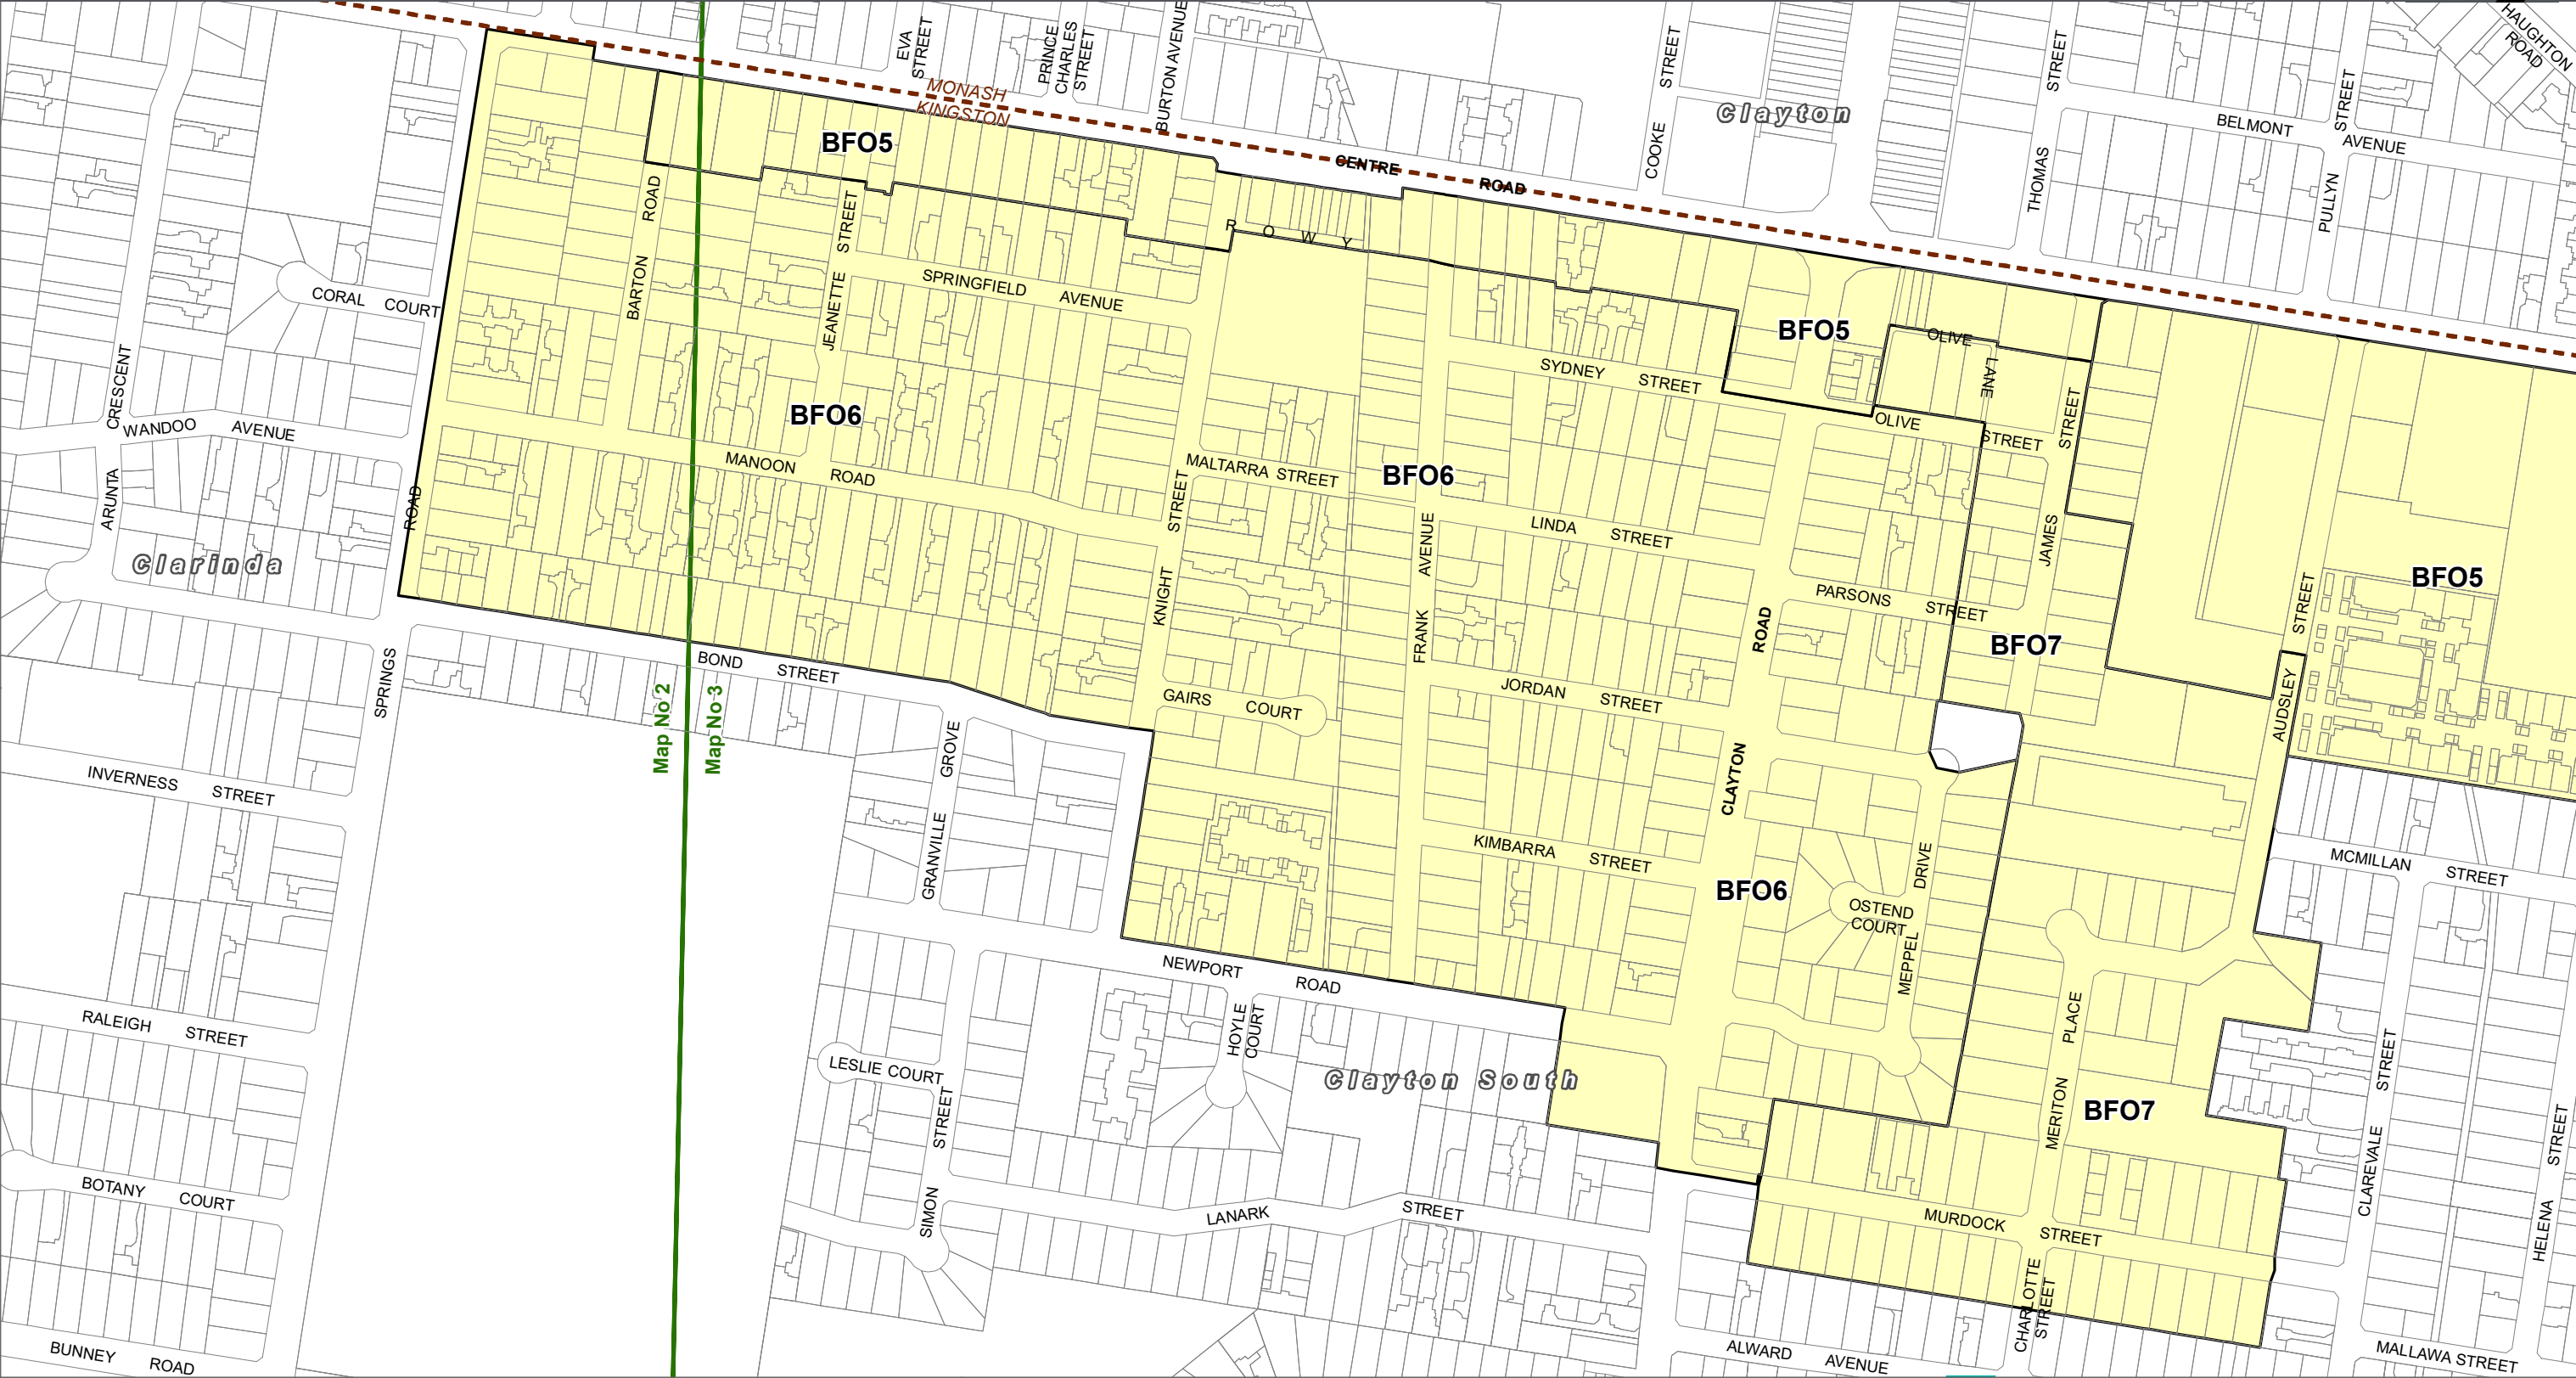 HAUGHTON
ROAD
EVA
STREET
PRINCE
CHARLES
STREET
BURTON AVENUE
COOKE STREET
THOMAS STREET
PULLYN STREET
BELMONT AVENUE
MONASH
KINGSTON
Clayton
BFO5
CENTRE ROAD
ROWY
BARTON ROAD
JEANETTE STREET
SPRINGFIELD AVENUE
CORAL COURT
ARUNTA CRESCENT
WANDOO AVENUE
BFO5
OLIVE
LANE
SYDNEY STREET
OLIVE STREET
JAMES STREET
BFO6
MANOON ROAD
MALTARRA STREET
BFO6
LINDA STREET
KNIGHT STREET
FRANK AVENUE
Clarinda
PARSONS STREET
BFO5
BFO7
SPRINGS ROAD
BOND STREET
Map No 2
Map No 3
GAIRS COURT
JORDAN STREET
CLAYTON ROAD
AUDSLEY STREET
INVERNESS STREET
GRANVILLE GROVE
KIMBARRA STREET
BFO6
OSTEND
COURT
MEPPEL DRIVE
MCMILLAN STREET
NEWPORT ROAD
HOYLE
COURT
RALEIGH STREET
LESLIE COURT
SIMON STREET
Clayton South
MERITON PLACE
BFO7
CLAREVALE STREET
HELENA STREET
BOTANY COURT
LANARK STREET
MURDOCK STREET
CHARLOTTE
STREET
BUNNEY ROAD
ALWARD AVENUE
MALLAWA STREET